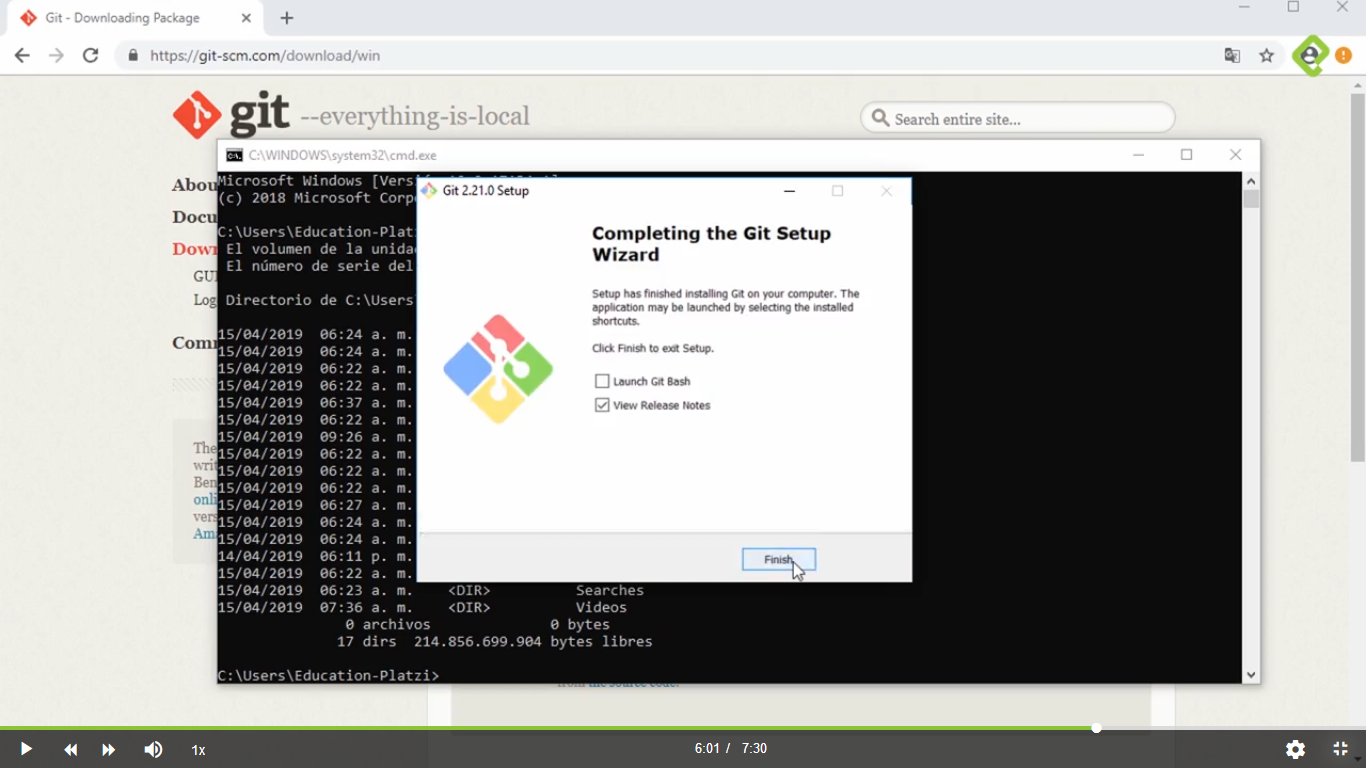 Git - Downloading Package
https://git-scm.com/download/win
git --everything-is-local
Search entire site...
C:\WINDOWS\system32\cmd.exe
Microsoft Windows
(c) 2018 Microsoft
C:\Users\Education-Plat
El volumen de la
El número de serie del
Directorio de C:\Users
15/04/2019 06:24 a. m.
15/04/2019 06:24 a. m.
15/04/2019 06:22 a. m.
15/04/2019 06:22 a. m.
15/04/2019 06:37 a. m.
15/04/2019 06:22 a. m.
15/04/2019 09:26 a. m.
15/04/2019 06:22 a. m.
15/04/2019 06:22 a. m.
15/04/2019 06:22 a. m.
15/04/2019 06:27 a. m.
15/04/2019 06:24 a. m.
15/04/2019 06:24 a. m.
14/04/2019 06:11 p. m.
15/04/2019 06:22 a. m.
15/04/2019 06:23 a. m. <DIR> Searches
15/04/2019 07:36 a. m. <DIR> Videos
0 archivos 0 bytes
17 dirs 214.856.699.904 bytes libres
C:\Users\Education-Platzi>
Git 2.21.0 Setup
Completing the Git Setup
Wizard
Setup has finished installing Git on your computer. The
application may be launched by selecting the installed
shortcuts.
Click Finish to exit Setup.
Launch Git Bash
View Release Notes
Finish
6:01 / 7:30
1x